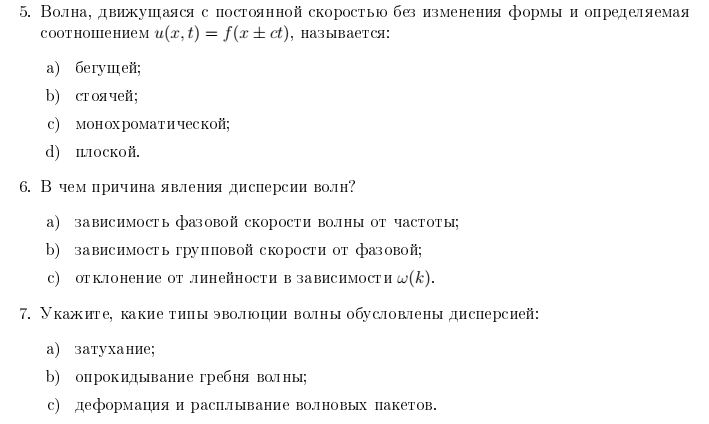 5. Волна, движущаяся с постоянной скоростью без изменения формы и определяемая
соотношением u(x, t) = f(x ± ct), называется:
a) бегущей;
b) стоячей;
c) монохроматической;
d) плоской.
6. В чем причина явления дисперсии волн?
a) зависимость фазовой скорости волны от частоты;
b) зависимость групповой скорости от фазовой;
c) отклонение от линейности в зависимости ω(k).
7. Укажите, какие типы эволюции волны обусловлены дисперсией:
a) затухание;
b) опрокидывание гребня волны;
c) деформация и расплывание волновых пакетов.